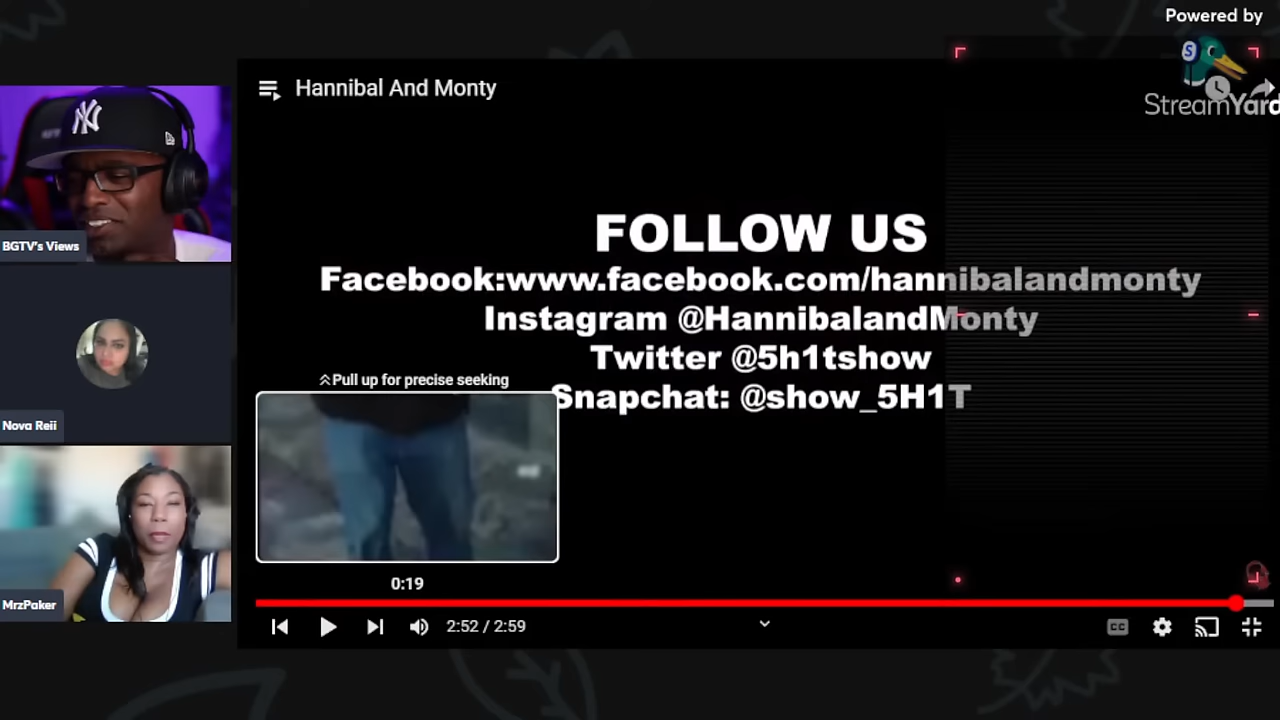 Powered by
StreamYard
Hannibal And Monty
FOLLOW US
Facebook:www.facebook.com/hannibalandmonty
Instagram @HannibalandMonty
Twitter @5h1tshow
Snapchat: @show_5H1T
Pull up for precise seeking
0:19
2:52 / 2:59
CC
BGTV's Views
Nova Reii
MrzPaker